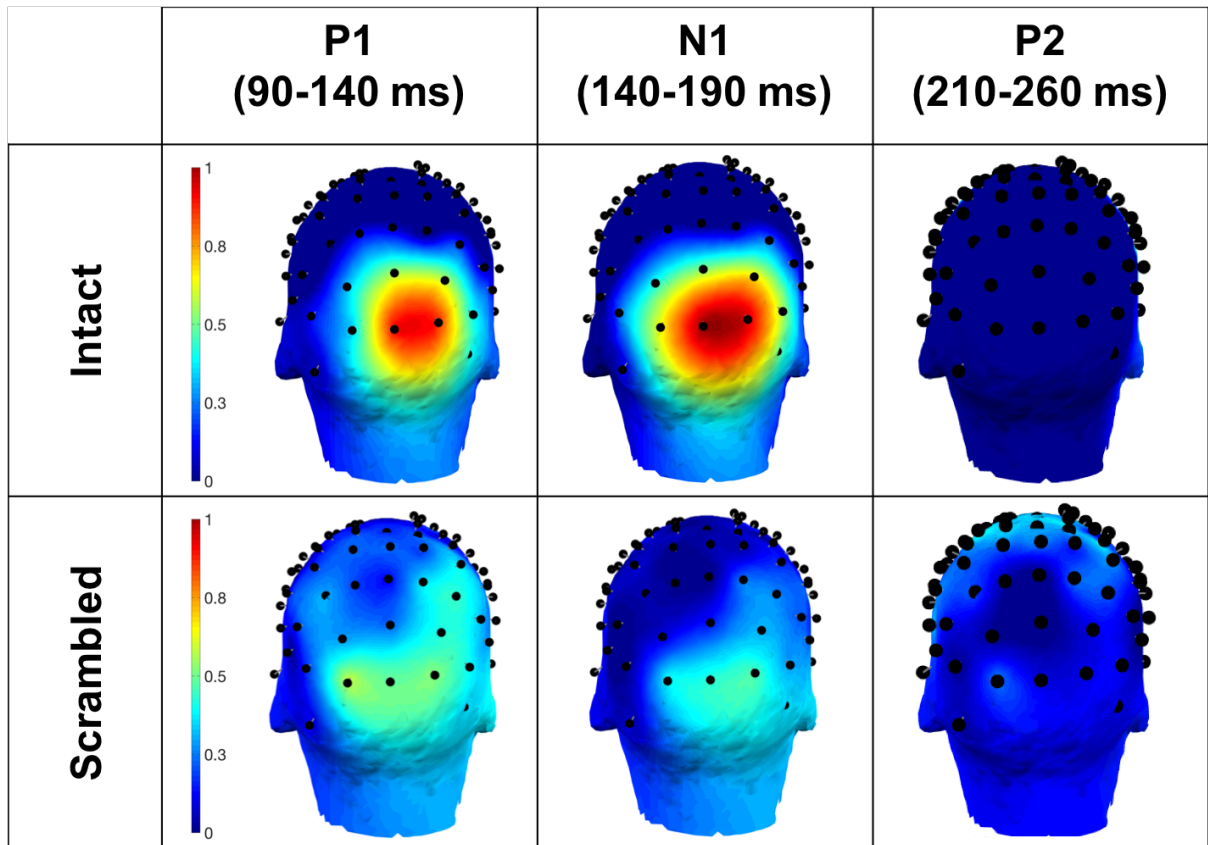 P1
(90-140 ms)
N1
(140-190 ms)
P2
(210-260 ms)
Intact
1
0.8
0.5
0.3
0
Scrambled
1
0.8
0.5
0.3
0